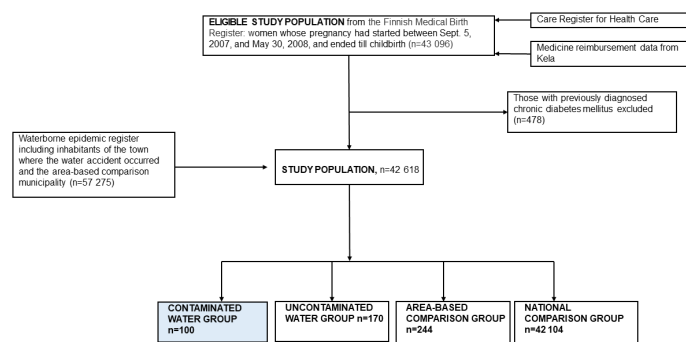 ELIGIBLE STUDY POPULATION from the Finnish Medical Birth
Register: women whose pregnancy had started between Sept. 5,
2007, and May 30, 2008, and ended till childbirth (n=43 096)
Care Register for Health Care
Medicine reimbursement data from
Kela
Those with previously diagnosed
chronic diabetes mellitus excluded
(n=478)
Waterborne epidemic register
including inhabitants of the town
where the water accident occurred
and the area-based comparison
municipality (n=57 275)
STUDY POPULATION, n=42 618
CONTAMINATED
WATER GROUP
n=100
UNCONTAMINATED
WATER GROUP n=170
AREA-BASED
COMPARISON GROUP
n=244
NATIONAL
COMPARISON GROUP
n=42 104